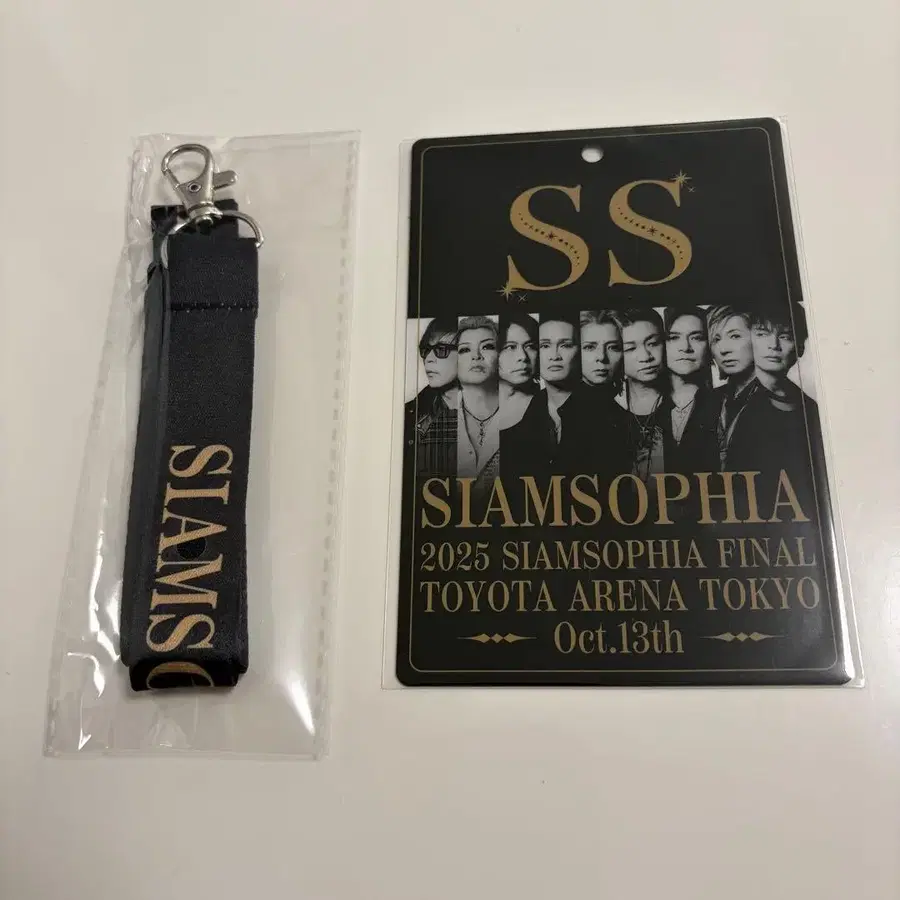 SIAMSO
SS
SIAMSOPHIA
2025 SIAMSOPHIA FINAL
TOYOTA ARENA TOKYO
Oct.13th